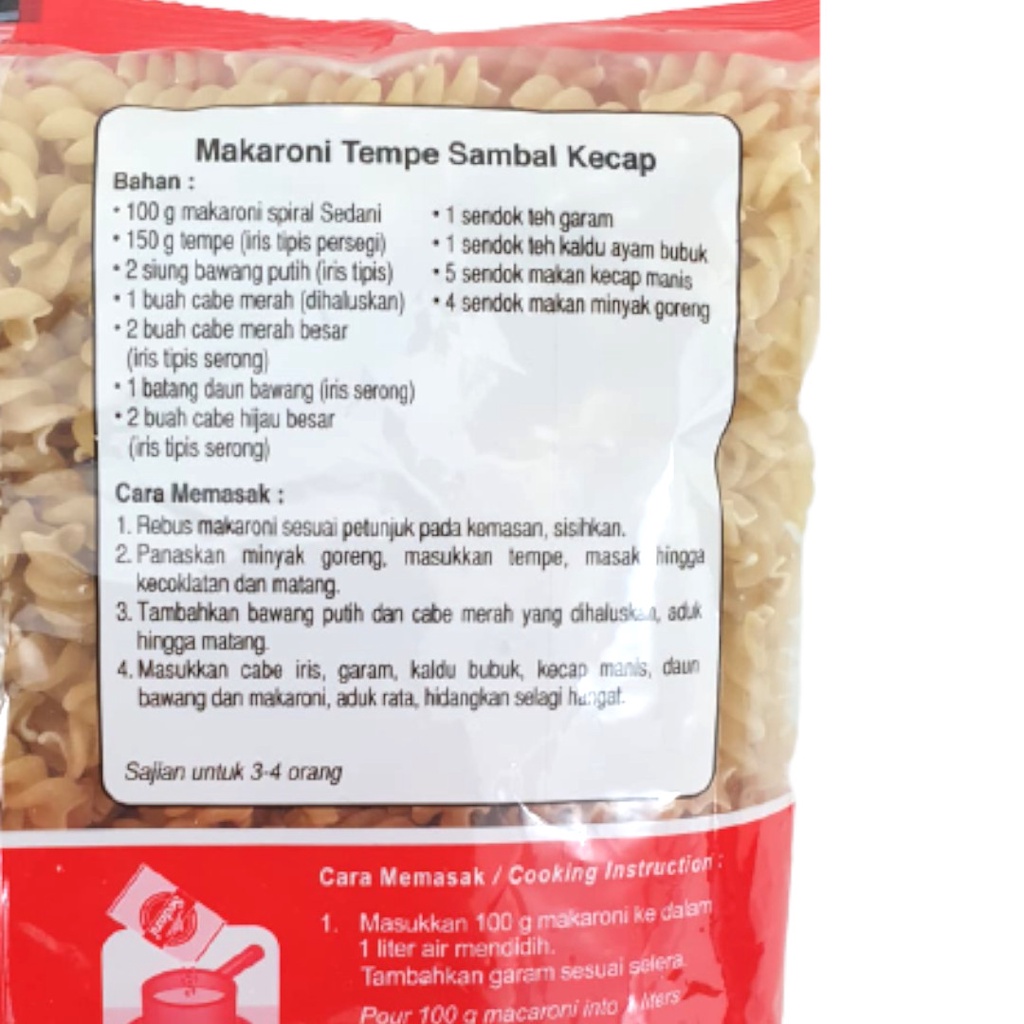 Makaroni Tempe Sambal Kecap
Bahan :
• 100 g makaroni spiral Sedani
• 150 g tempe (iris tipis persegi)
• 2 siung bawang putih (iris tipis)
• 1 buah cabe merah (dihaluskan)
• 2 buah cabe merah besar
(iris tipis serong)
• 1 batang daun bawang (iris serong)
• 2 buah cabe hijau besar
(iris tipis serong)
• 1 sendok teh garam
• 1 sendok teh kaldu ayam bubuk
• 5 sendok makan kecap manis
• 4 sendok makan minyak goreng
Cara Memasak :
1. Rebus makaroni sesuai petunjuk pada kemasan, sisihkan.
2. Panaskan minyak goreng, masukkan tempe, masak hingga
kecoklatan dan matang.
3. Tambahkan bawang putih dan cabe merah yang dihaluskan, aduk
hingga matang.
4. Masukkan cabe iris, garam, kaldu bubuk, kecap manis, daun
bawang dan makaroni, aduk rata, hidangkan selagi hangat.
Sajian untuk 3-4 orang
Cara Memasak / Cooking Instruction :
1. Masukkan 100 g makaroni ke dalam
1 liter air mendidih.
Tambahkan garam sesuai selera.
Pour 100 g macaroni into 1 liters
Sedani